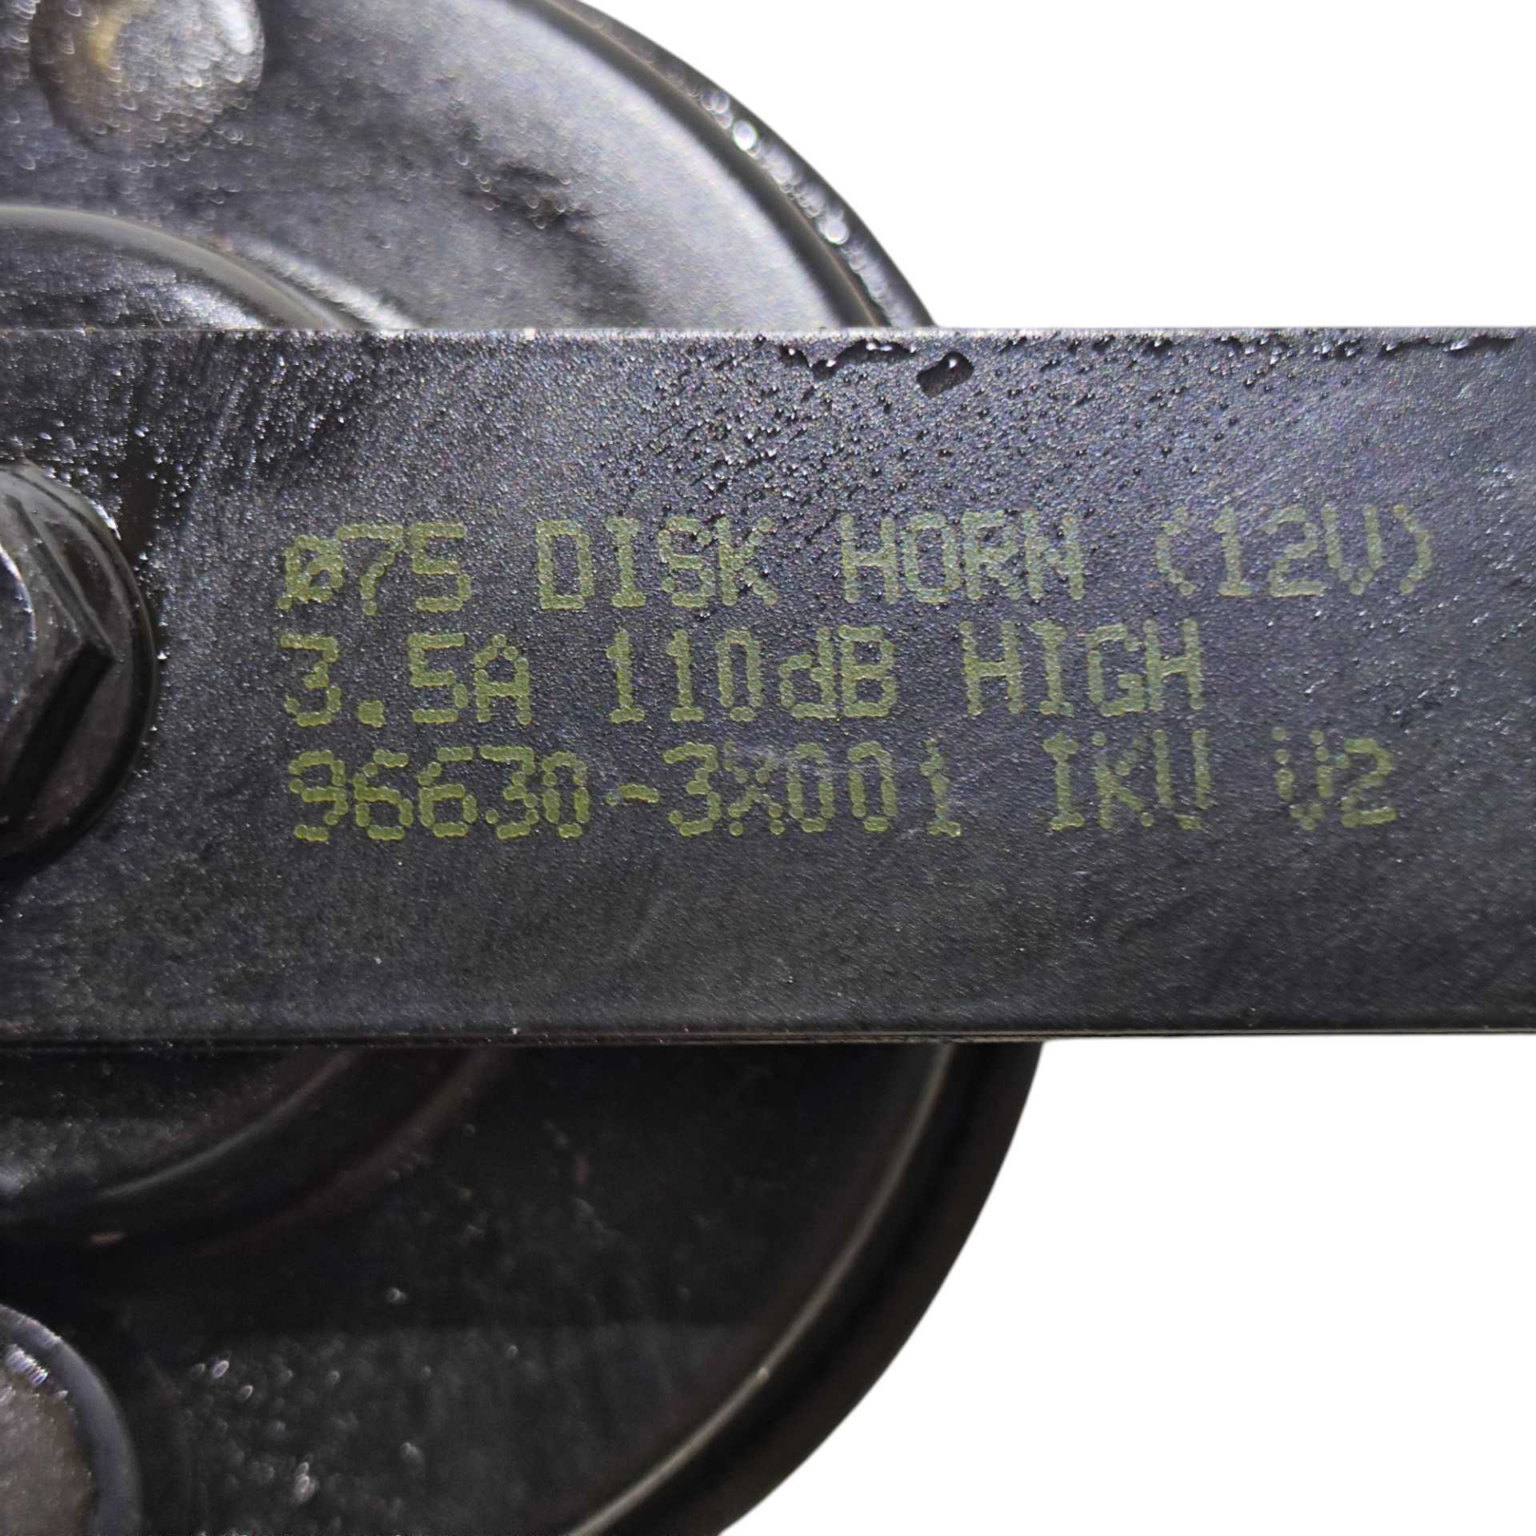 ø75 DISK HORN (12V)
3.5A 110dB HIGH
96630-3X001 IKU V2